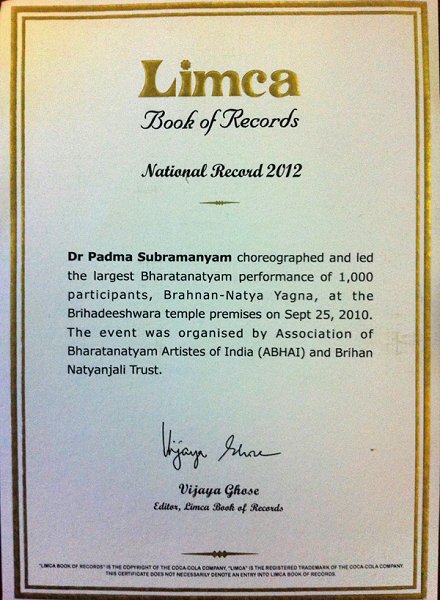 Limca
Book of Records
National Record 2012
Dr Padma Subramanyam choreographed and led
the largest Bharatanatyam performance of 1,000
participants, Brahnan-Natya Yagna, at the
Brihadeeshwara temple premises on Sept 25, 2010.
The event was organised by Association of
Bharatanatyam Artistes of India (ABHAI) and Brihan
Natyanjali Trust.
Vijaya Ghose
Vijaya Ghose
Editor, Limca Book of Records
"LIMCA BOOK OF RECORDS" IS THE COPYRIGHT OF THE COCA-COLA COMPANY. "LIMCA" IS THE REGISTERED TRADEMARK OF THE COCA-COLA COMPANY.
THIS CERTIFICATE DOES NOT NECESSARILY DENOTE AN ENTRY INTO LIMCA BOOK OF RECORDS.